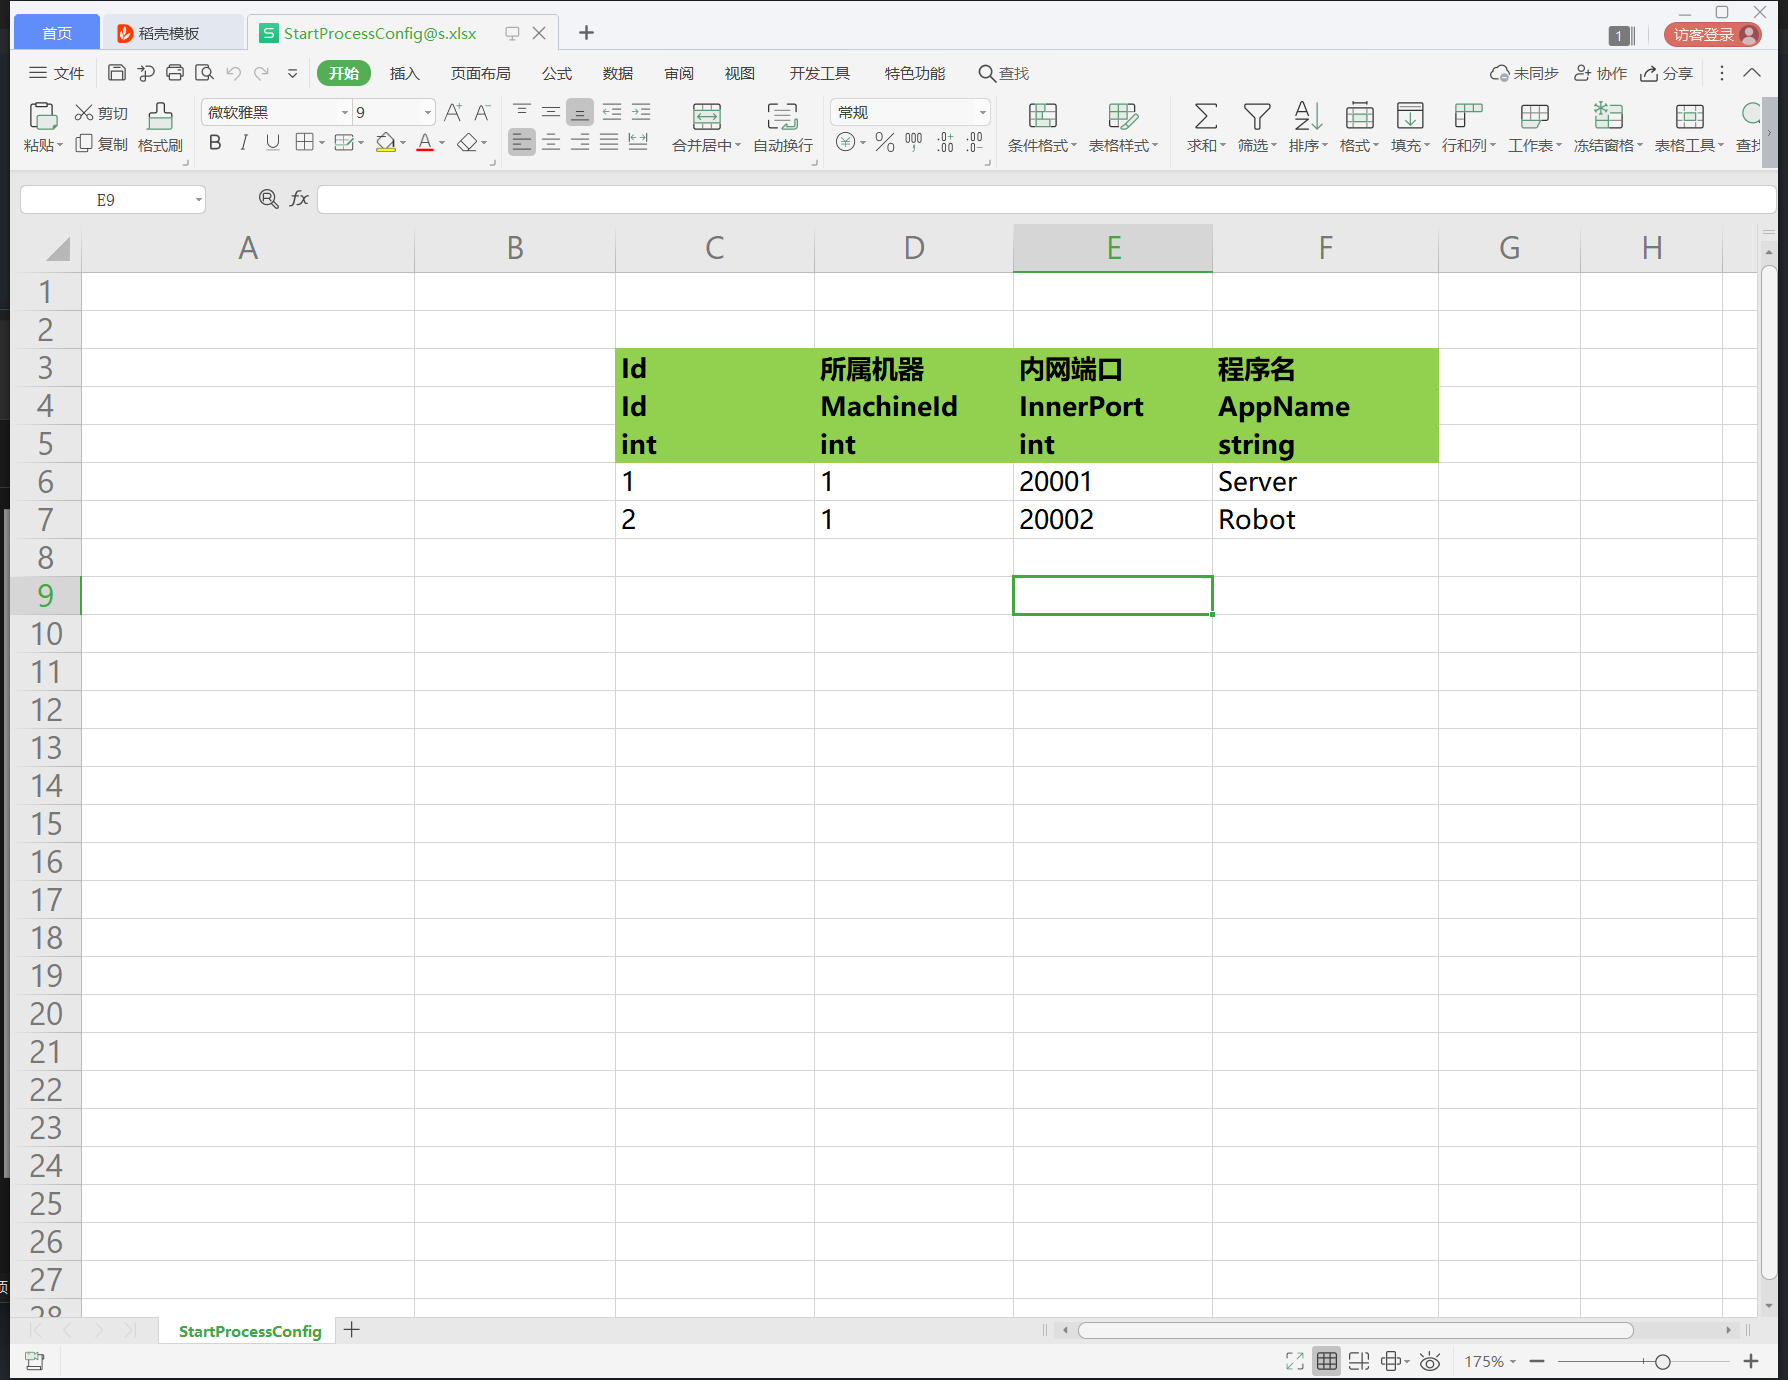 首页 稻壳模板 StartProcessConfig@s.xlsx 1 访客登录
文件 开始 插入 页面布局 公式 数据 审阅 视图 开发工具 特色功能 查找 未同步 协作 分享
粘贴 剪切 复制 格式刷 微软雅黑 9 B I U A 合并居中 自动换行 常规 条件格式 表格样式 求和 筛选 排序 格式 填充 行和列 工作表 冻结窗格 表格工具 查找
E9 fx
A B C D E F G H
1
2
3 Id 所属机器 内网端口 程序名
4 Id MachineId InnerPort AppName
5 int int int string
6 1 1 20001 Server
7 2 1 20002 Robot
8
9
10
11
12
13
14
15
16
17
18
19
20
21
22
23
24
25
26
27
28
StartProcessConfig
175%